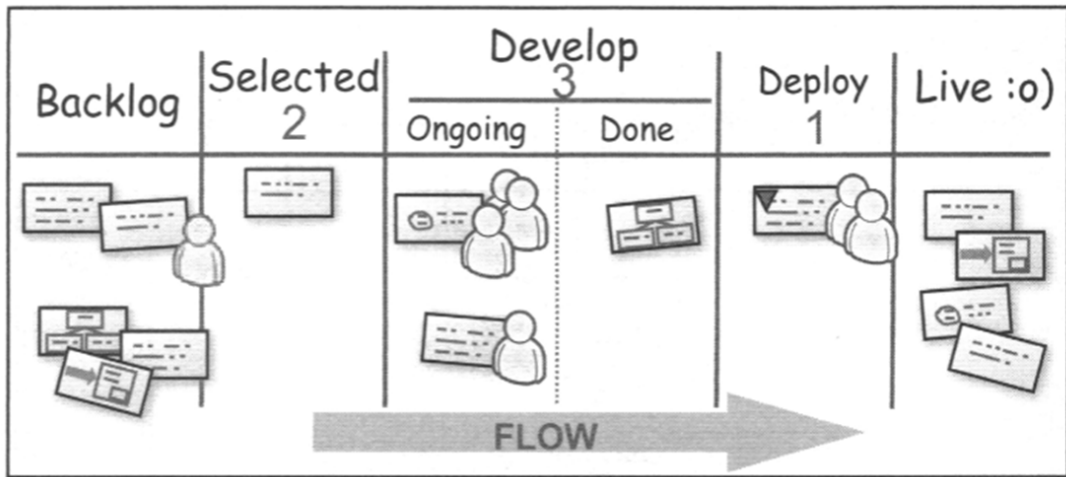 Backlog
Selected
2
Develop
3
Ongoing
Done
Deploy
1
Live :o)
FLOW